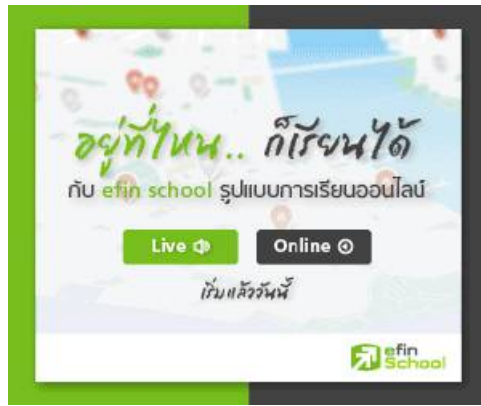 อยู่ที่ไหน.. ก็เรียนได้
กับ efin school รูปแบบการเรียนออนไลน์
Live Online
เริ่มแล้ววันนี้
efin
School